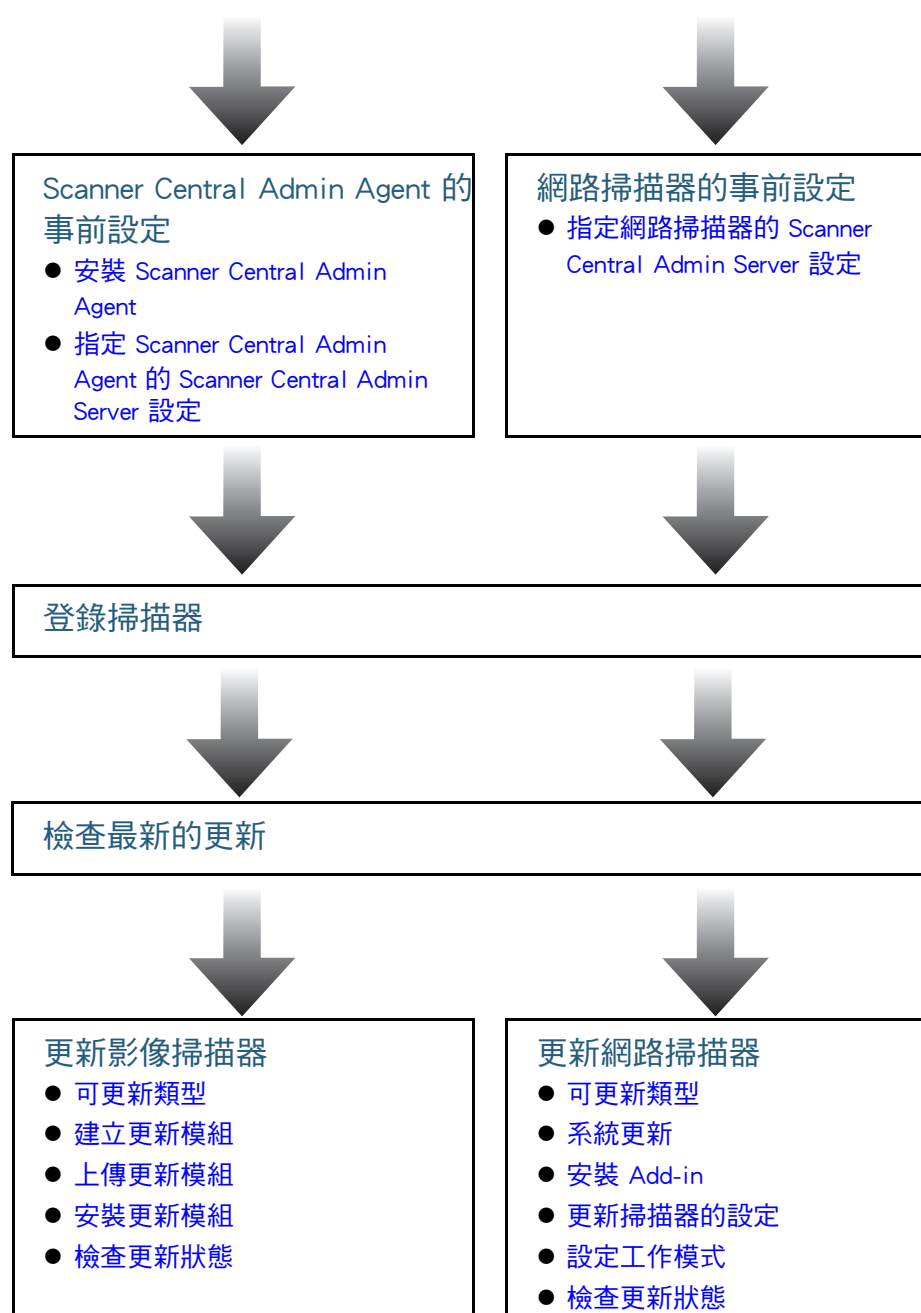 Scanner Central Admin Agent 的
事前設定
● 安裝 Scanner Central Admin
Agent
● 指定 Scanner Central Admin
Agent 的 Scanner Central Admin
Server 設定
網路掃描器的事前設定
● 指定網路掃描器的 Scanner
Central Admin Server 設定
登錄掃描器
檢查最新的更新
更新影像掃描器
● 可更新類型
● 建立更新模組
● 上傳更新模組
● 安裝更新模組
● 檢查更新狀態
更新網路掃描器
● 可更新類型
● 系統更新
● 安裝 Add-in
● 更新掃描器的設定
● 設定工作模式
● 檢查更新狀態